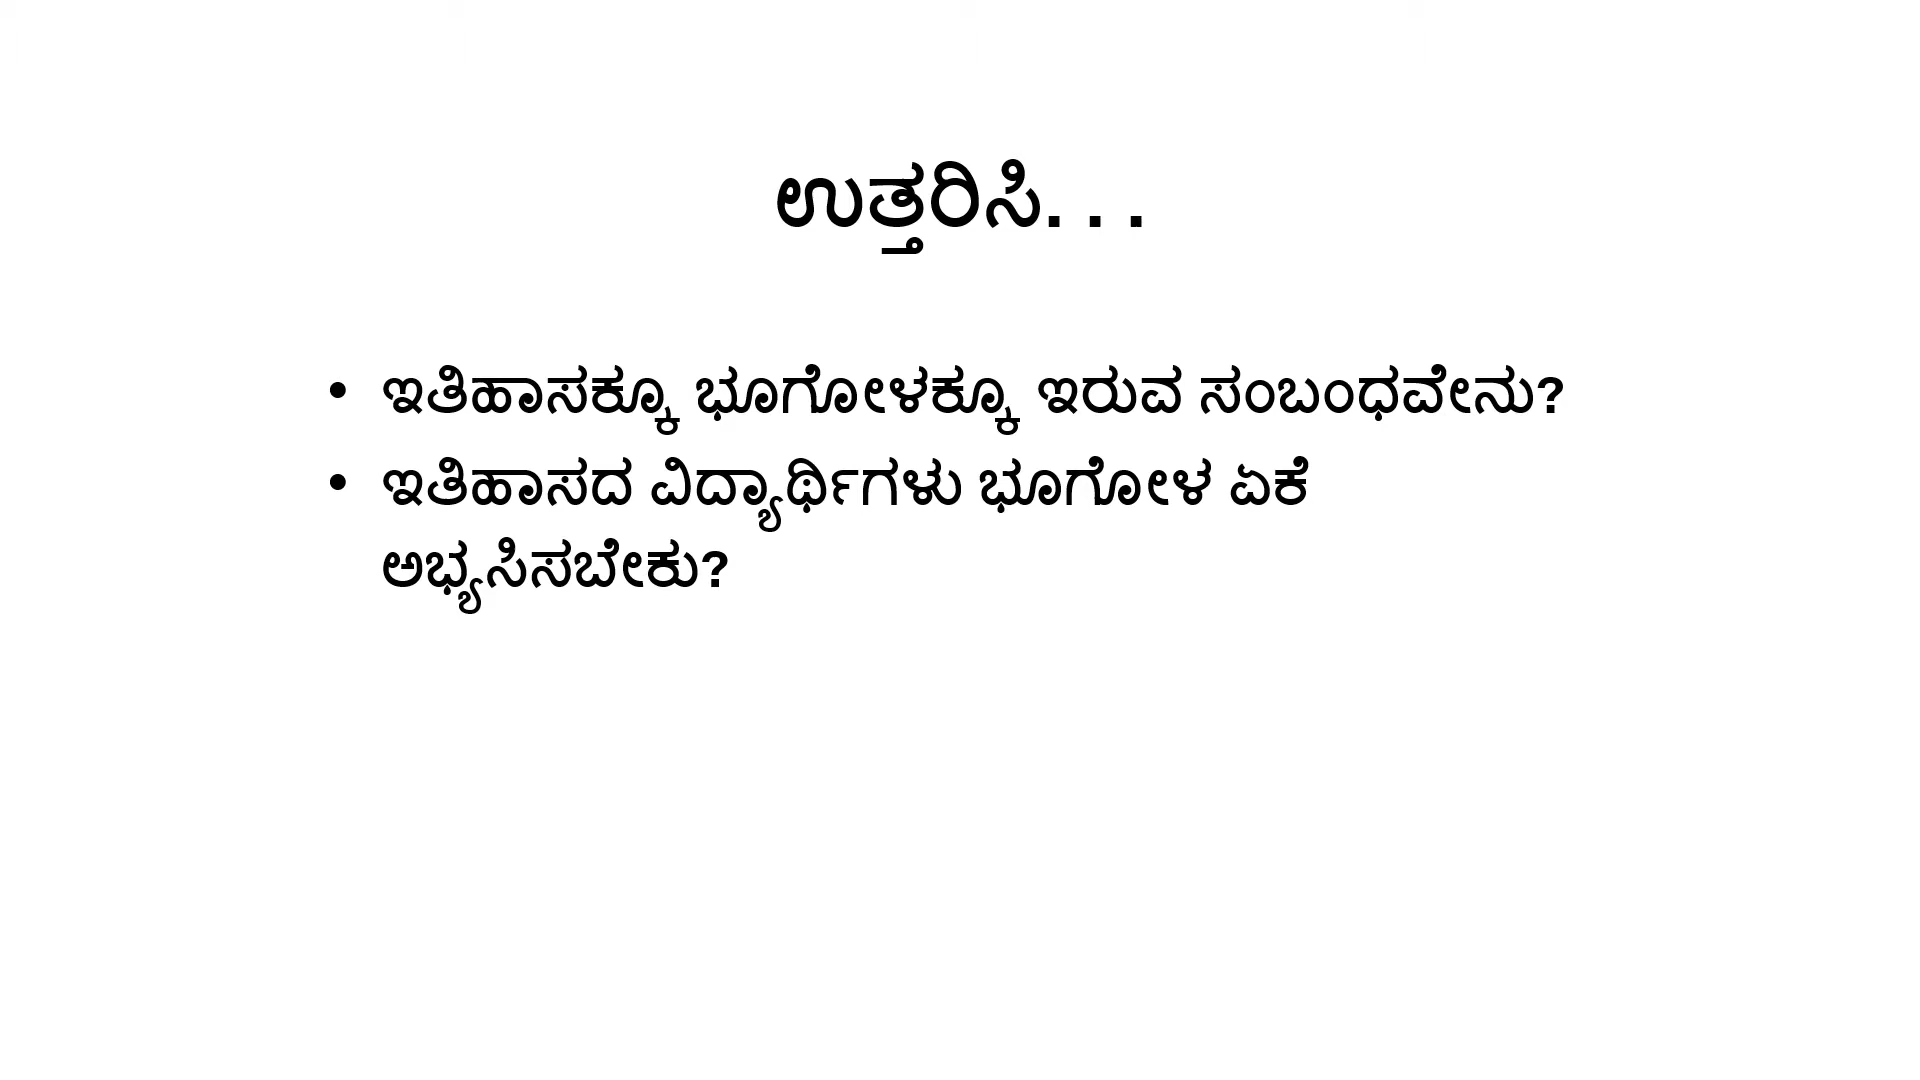 ಉತ್ತರಿಸಿ. . .
• ಇತಿಹಾಸಕ್ಕೂ ಭೂಗೋಳಕ್ಕೂ ಇರುವ ಸಂಬಂಧವೇನು?
• ಇತಿಹಾಸದ ವಿದ್ಯಾರ್ಥಿಗಳು ಭೂಗೋಳ ಏಕೆ
ಅಭ್ಯಸಿಸಬೇಕು?